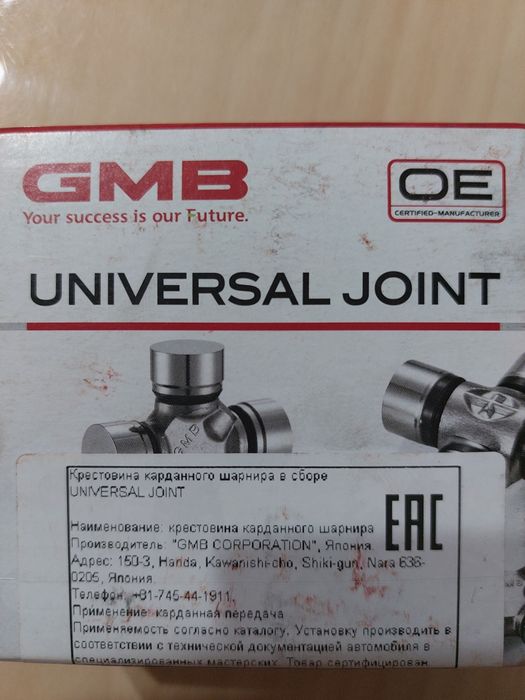 GMB
Your success is our Future.
OE
CERTIFIED-MANUFACTURER
UNIVERSAL JOINT
GMB
Крестовина карданного шарнира в сборе
UNIVERSAL JOINT
Наименование: крестовина карданного шарнира
Производитель: "GMB CORPORATION", Япония.
Адрес: 150-3, Handa, Kawanishi-cho, Shiki-gun, Nara 636-
0205, Япония.
Телефон: +81-745-44-1911.
Применение: карданная передача
Применяемость согласно каталогу. Установку производить в
соответствии с технической документацией автомобиля в
специализированных мастерских. Товар сертифицирован.
EAC